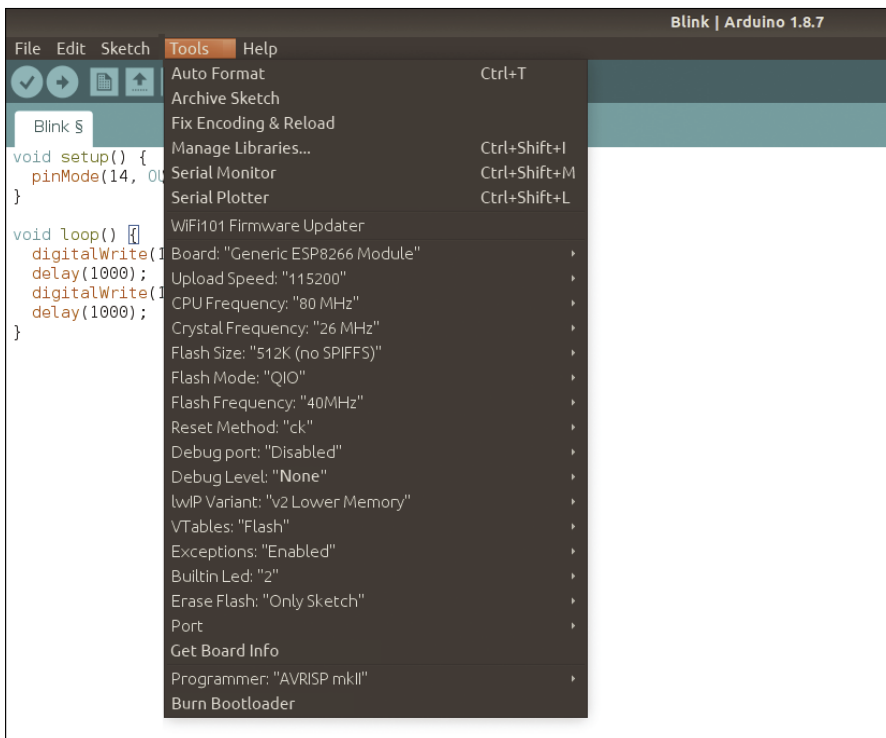 Blink | Arduino 1.8.7
File Edit Sketch Tools Help
Blink §
void setup() {
pinMode(14, OU
}
void loop() {
digitalWrite(1
delay(1000);
digitalWrite(1
delay(1000);
}
Auto Format Ctrl+T
Archive Sketch
Fix Encoding & Reload
Manage Libraries... Ctrl+Shift+I
Serial Monitor Ctrl+Shift+M
Serial Plotter Ctrl+Shift+L
WiFi101 Firmware Updater
Board: "Generic ESP8266 Module"
Upload Speed: "115200"
CPU Frequency: "80 MHz"
Crystal Frequency: "26 MHz"
Flash Size: "512K (no SPIFFS)"
Flash Mode: "QIO"
Flash Frequency: "40MHz"
Reset Method: "ck"
Debug port: "Disabled"
Debug Level: "None"
lwIP Variant: "v2 Lower Memory"
VTables: "Flash"
Exceptions: "Enabled"
Builtin Led: "2"
Erase Flash: "Only Sketch"
Port
Get Board Info
Programmer: "AVRISP mkII"
Burn Bootloader